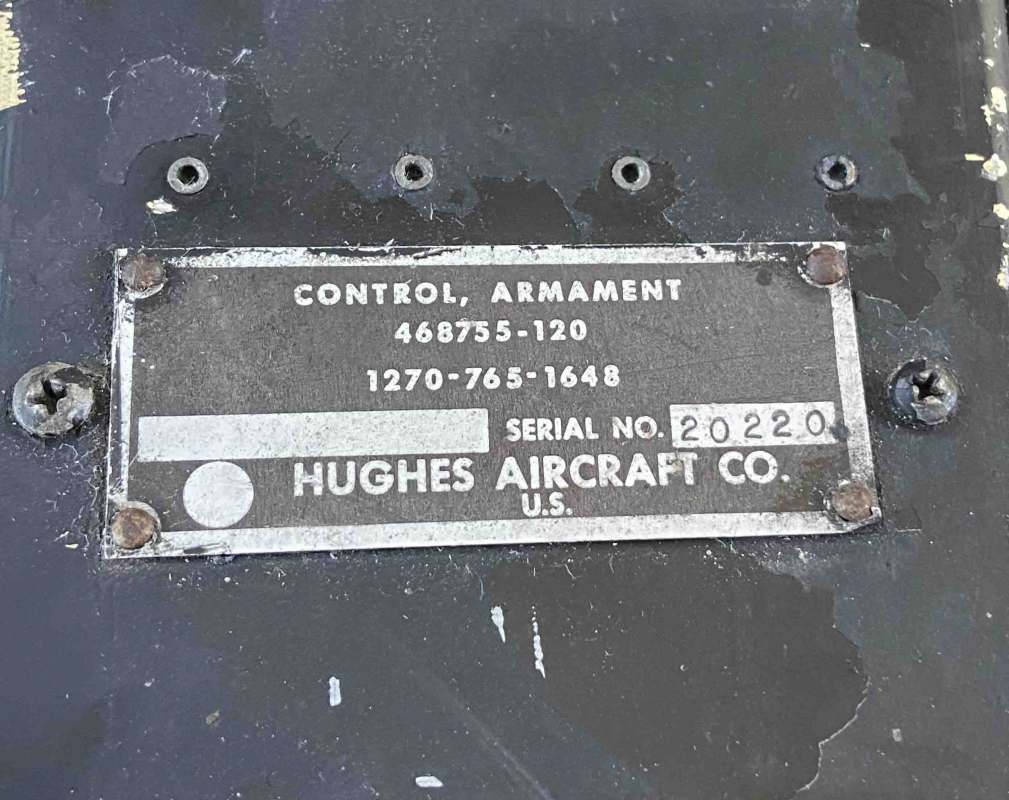 CONTROL, ARMAMENT
468755-120
1270-765-1648
SERIAL NO. 20220
HUGHES AIRCRAFT CO.
U.S.